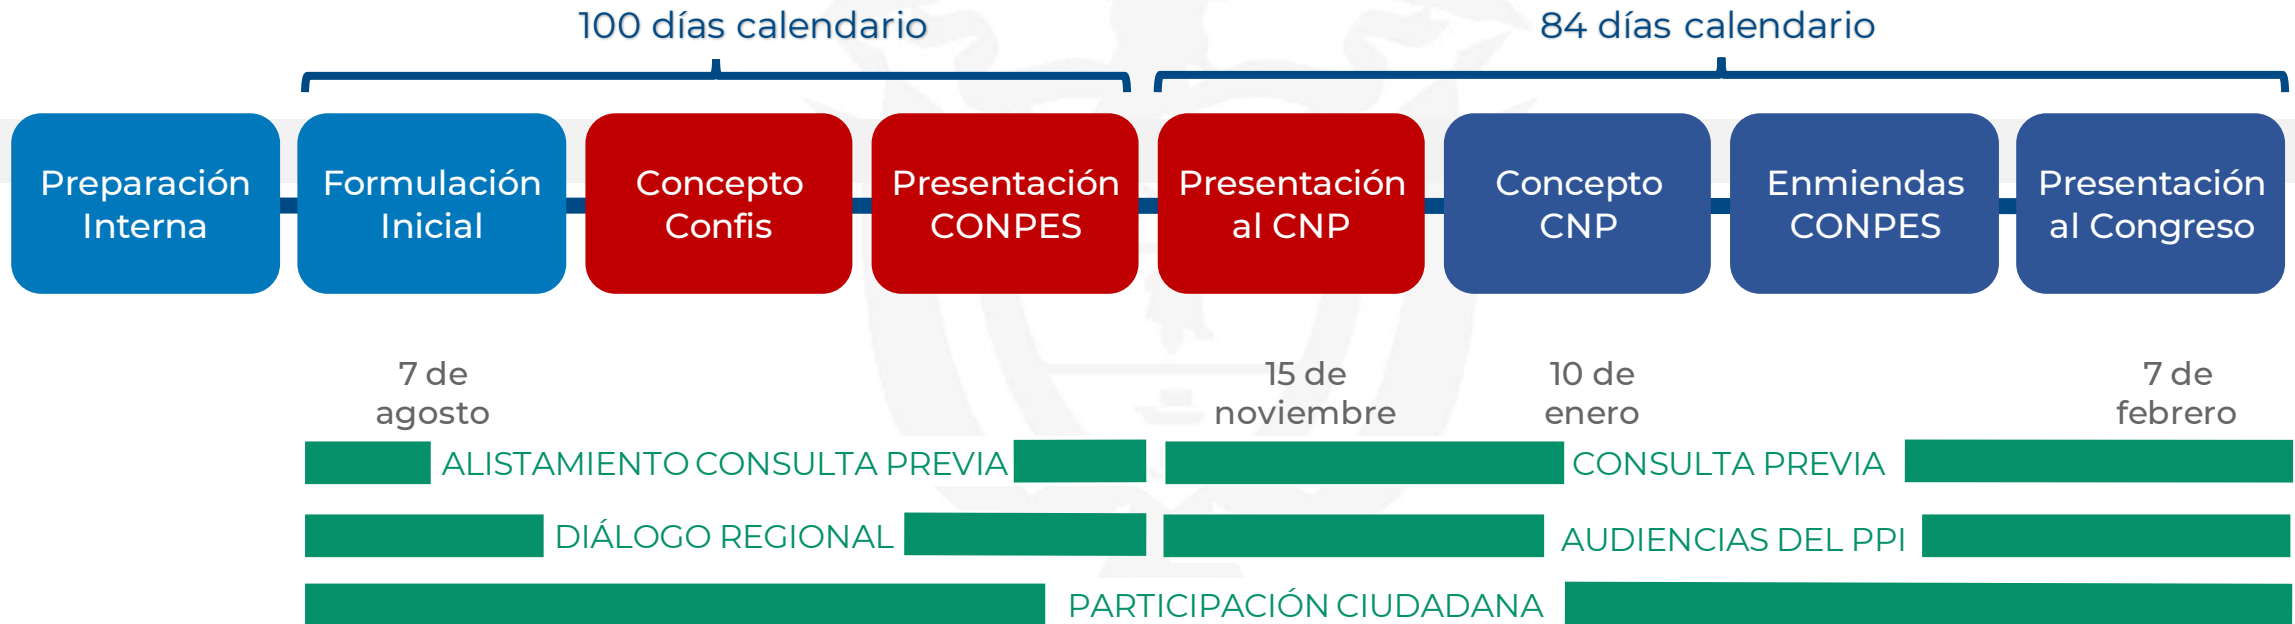 100 días calendario
84 días calendario
Preparación
Interna
Formulación
Inicial
Concepto
Confis
Presentación
CONPES
Presentación
al CNP
Concepto
CNP
Enmiendas
CONPES
Presentación
al Congreso
7 de
agosto
15 de
noviembre
10 de
enero
7 de
febrero
ALISTAMIENTO CONSULTA PREVIA
CONSULTA PREVIA
DIÁLOGO REGIONAL
AUDIENCIAS DEL PPI
PARTICIPACIÓN CIUDADANA